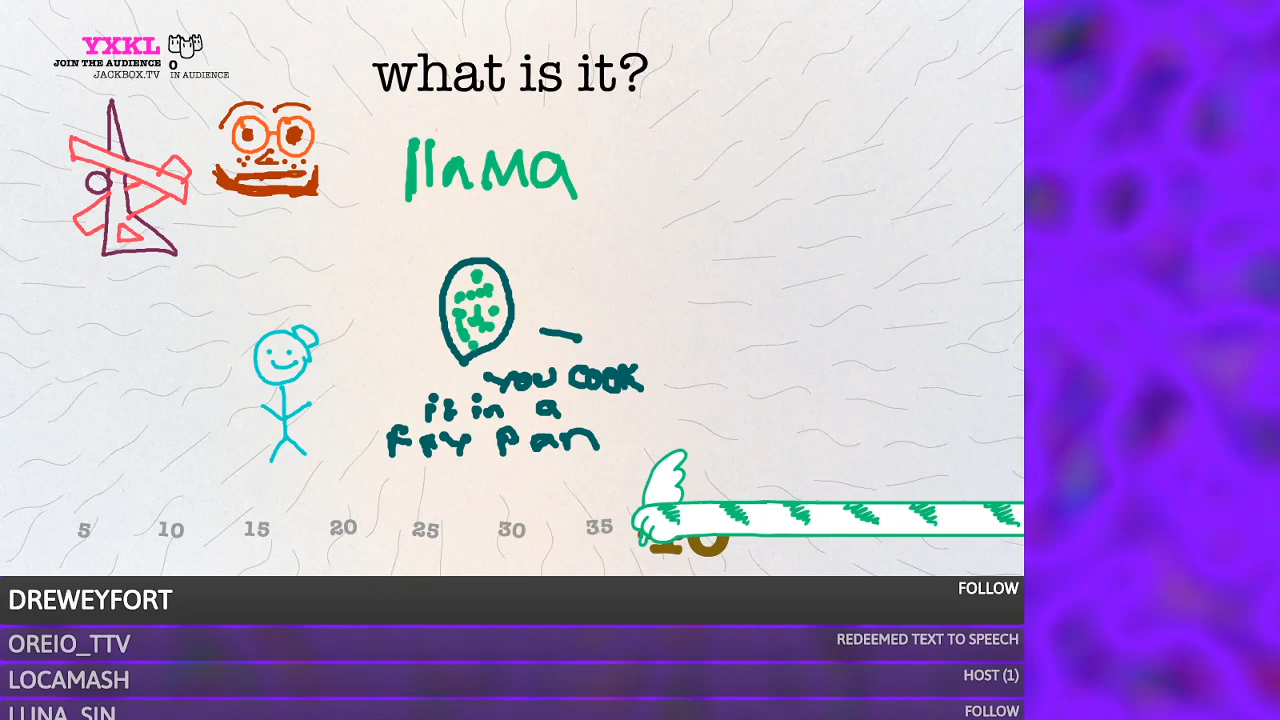 YXKL
JOIN THE AUDIENCE
JACKBOX.TV
0
IN AUDIENCE
what is it?
llama
you cook
it in a
fry pan
5 10 15 20 25 30 35
DREWEYFORT
FOLLOW
OREIO_TTV
REDEEMED TEXT TO SPEECH
LOCAMASH
HOST (1)
LUNA_SIN
FOLLOW